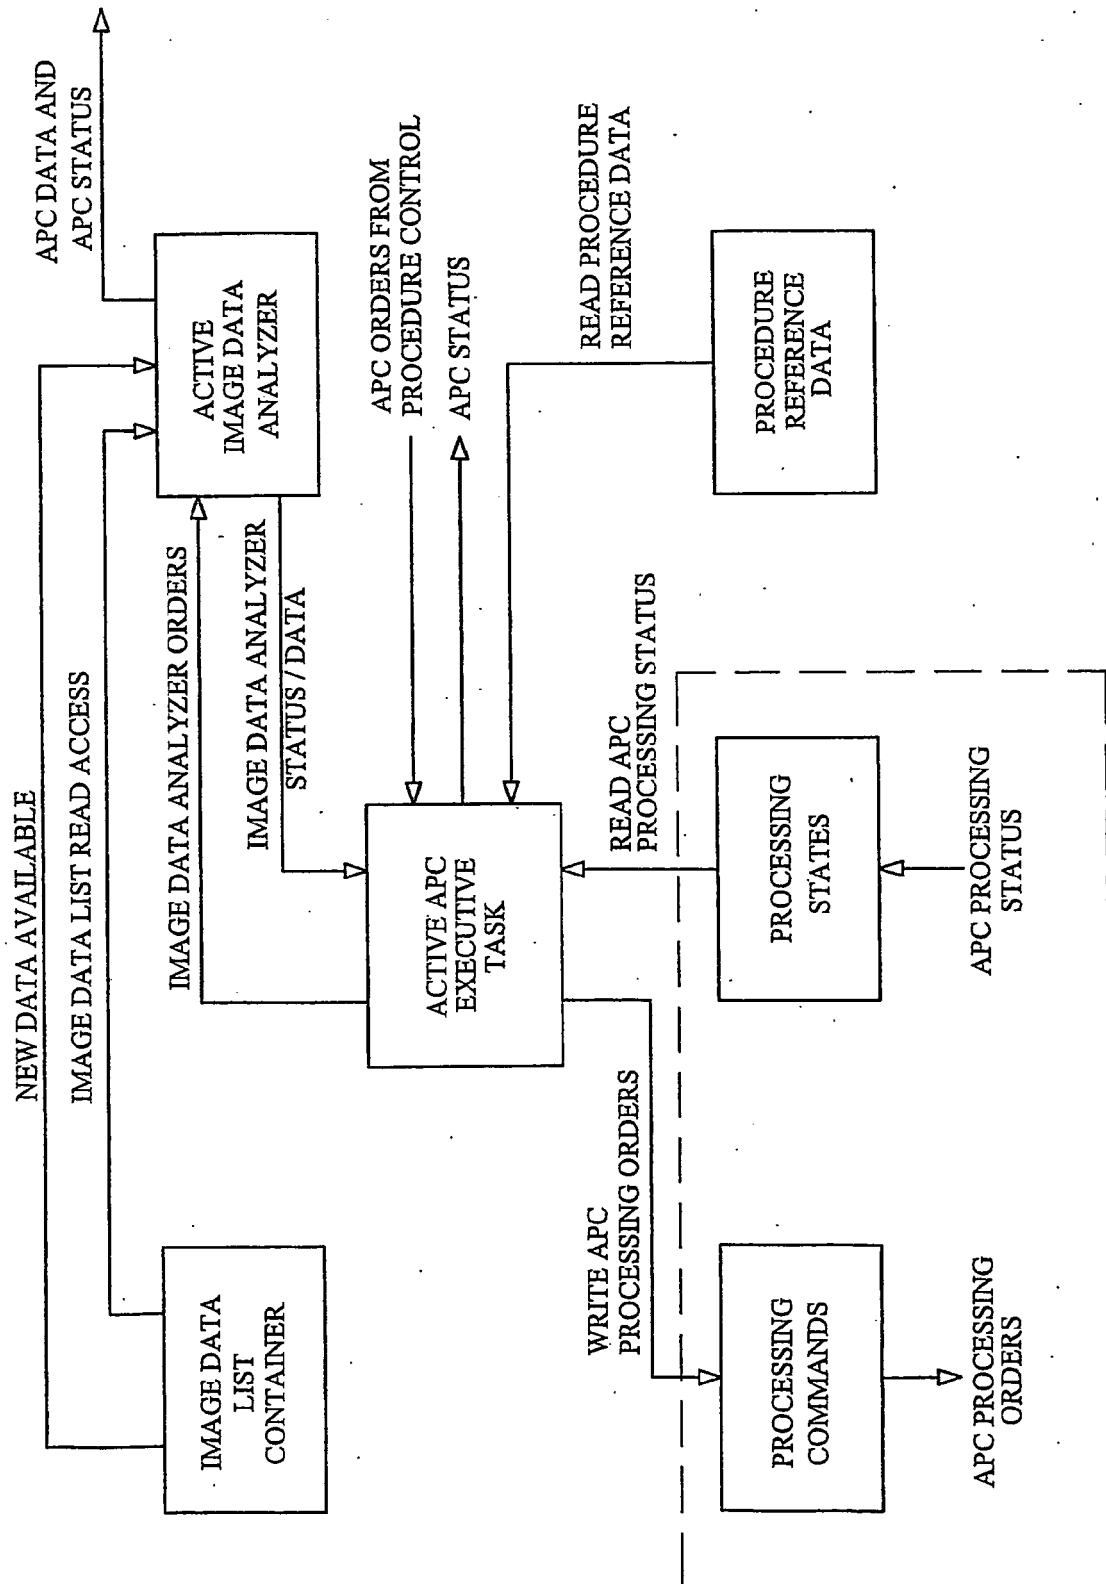 NEW DATA AVAILABLE
IMAGE DATA LIST READ ACCESS
APC DATA AND
APC STATUS
IMAGE DATA
LIST
CONTAINER
IMAGE DATA ANALYZER ORDERS
ACTIVE
IMAGE DATA
ANALYZER
IMAGE DATA ANALYZER
STATUS / DATA
APC ORDERS FROM
PROCEDURE CONTROL
APC STATUS
ACTIVE APC
EXECUTIVE
TASK
READ PROCEDURE
REFERENCE DATA
WRITE APC
PROCESSING ORDERS
READ APC
PROCESSING STATUS
PROCESSING
COMMANDS
PROCESSING
STATES
PROCEDURE
REFERENCE
DATA
APC PROCESSING
ORDERS
APC PROCESSING
STATUS